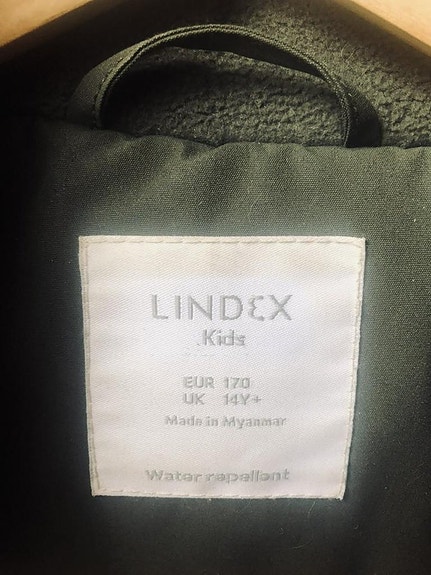 LINDEX
Kids
EUR 170
UK 14Y+
Made in Myanmar
Water repellent